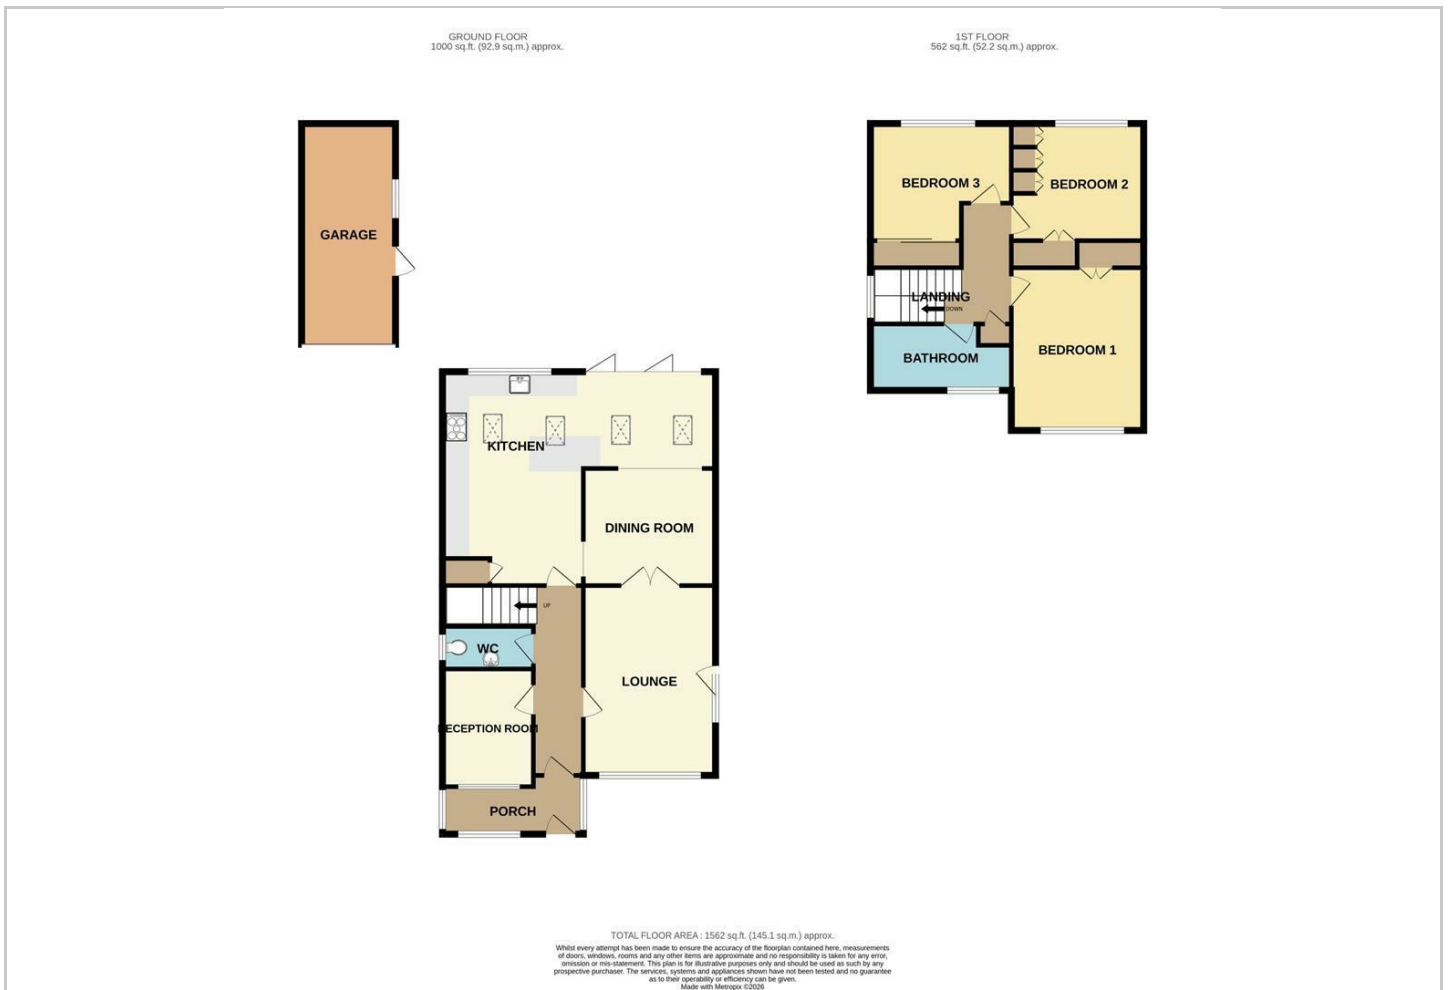 GROUND FLOOR
1000 sq.ft. (92.9 sq.m.) approx.
1ST FLOOR
562 sq.ft. (52.2 sq.m.) approx.
GARAGE
KITCHEN
DINING ROOM
UP
WC
LOUNGE
RECEPTION ROOM
PORCH
BEDROOM 3
BEDROOM 2
LANDING
DOWN
BATHROOM
BEDROOM 1
TOTAL FLOOR AREA : 1562 sq.ft. (145.1 sq.m.) approx.
Whilst every attempt has been made to ensure the accuracy of the floorplan contained here, measurements
of doors, windows, rooms and any other items are approximate and no responsibility is taken for any error,
omission or mis-statement. This plan is for illustrative purposes only and should be used as such by any
prospective purchaser. The services, systems and appliances shown have not been tested and no guarantee
as to their operability or efficiency can be given.
Made with Metropix ©2026